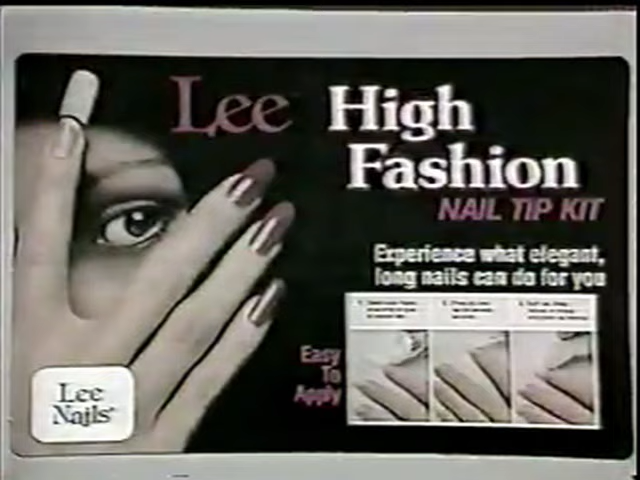 Lee High
Fashion
NAIL TIP KIT
Experience what elegant,
long nails can do for you
Easy
To
Apply
Lee
Nails